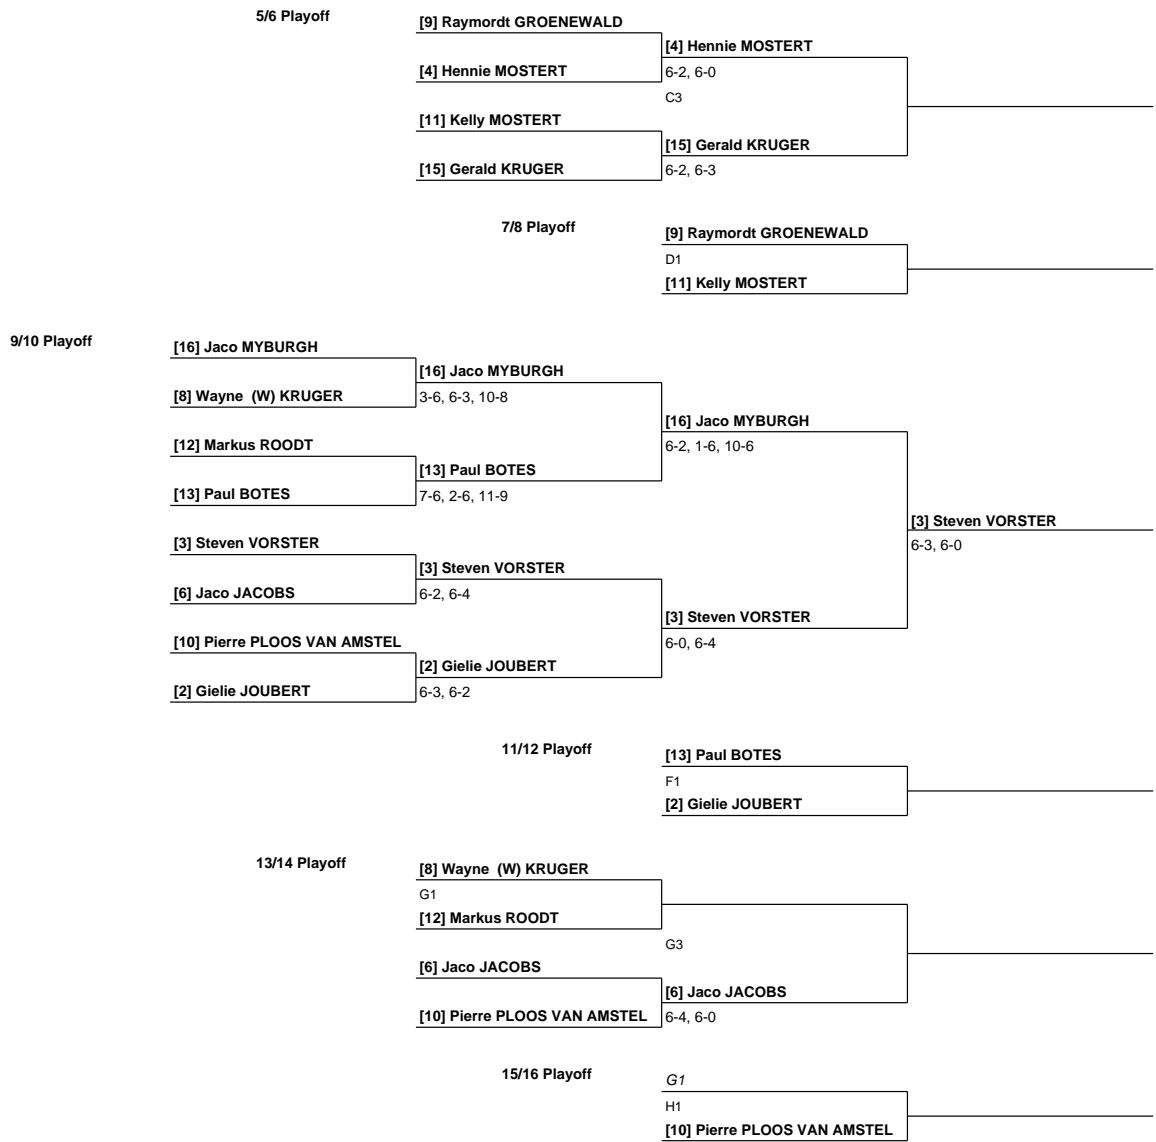 5/6 Playoff
[9] Raymordt GROENEWALD
[4] Hennie MOSTERT
[4] Hennie MOSTERT
6-2, 6-0
C3
[11] Kelly MOSTERT
[15] Gerald KRUGER
[15] Gerald KRUGER
6-2, 6-3
7/8 Playoff
[9] Raymordt GROENEWALD
D1
[11] Kelly MOSTERT
9/10 Playoff
[16] Jaco MYBURGH
[16] Jaco MYBURGH
[8] Wayne (W) KRUGER
3-6, 6-3, 10-8
[16] Jaco MYBURGH
[12] Markus ROODT
6-2, 1-6, 10-6
[13] Paul BOTES
[13] Paul BOTES
7-6, 2-6, 11-9
[3] Steven VORSTER
[3] Steven VORSTER
6-3, 6-0
[3] Steven VORSTER
[6] Jaco JACOBS
6-2, 6-4
[3] Steven VORSTER
[10] Pierre PLOOS VAN AMSTEL
6-0, 6-4
[2] Gielie JOUBERT
[2] Gielie JOUBERT
6-3, 6-2
11/12 Playoff
[13] Paul BOTES
F1
[2] Gielie JOUBERT
13/14 Playoff
[8] Wayne (W) KRUGER
G1
[12] Markus ROODT
G3
[6] Jaco JACOBS
[6] Jaco JACOBS
[10] Pierre PLOOS VAN AMSTEL
6-4, 6-0
15/16 Playoff
G1
H1
[10] Pierre PLOOS VAN AMSTEL